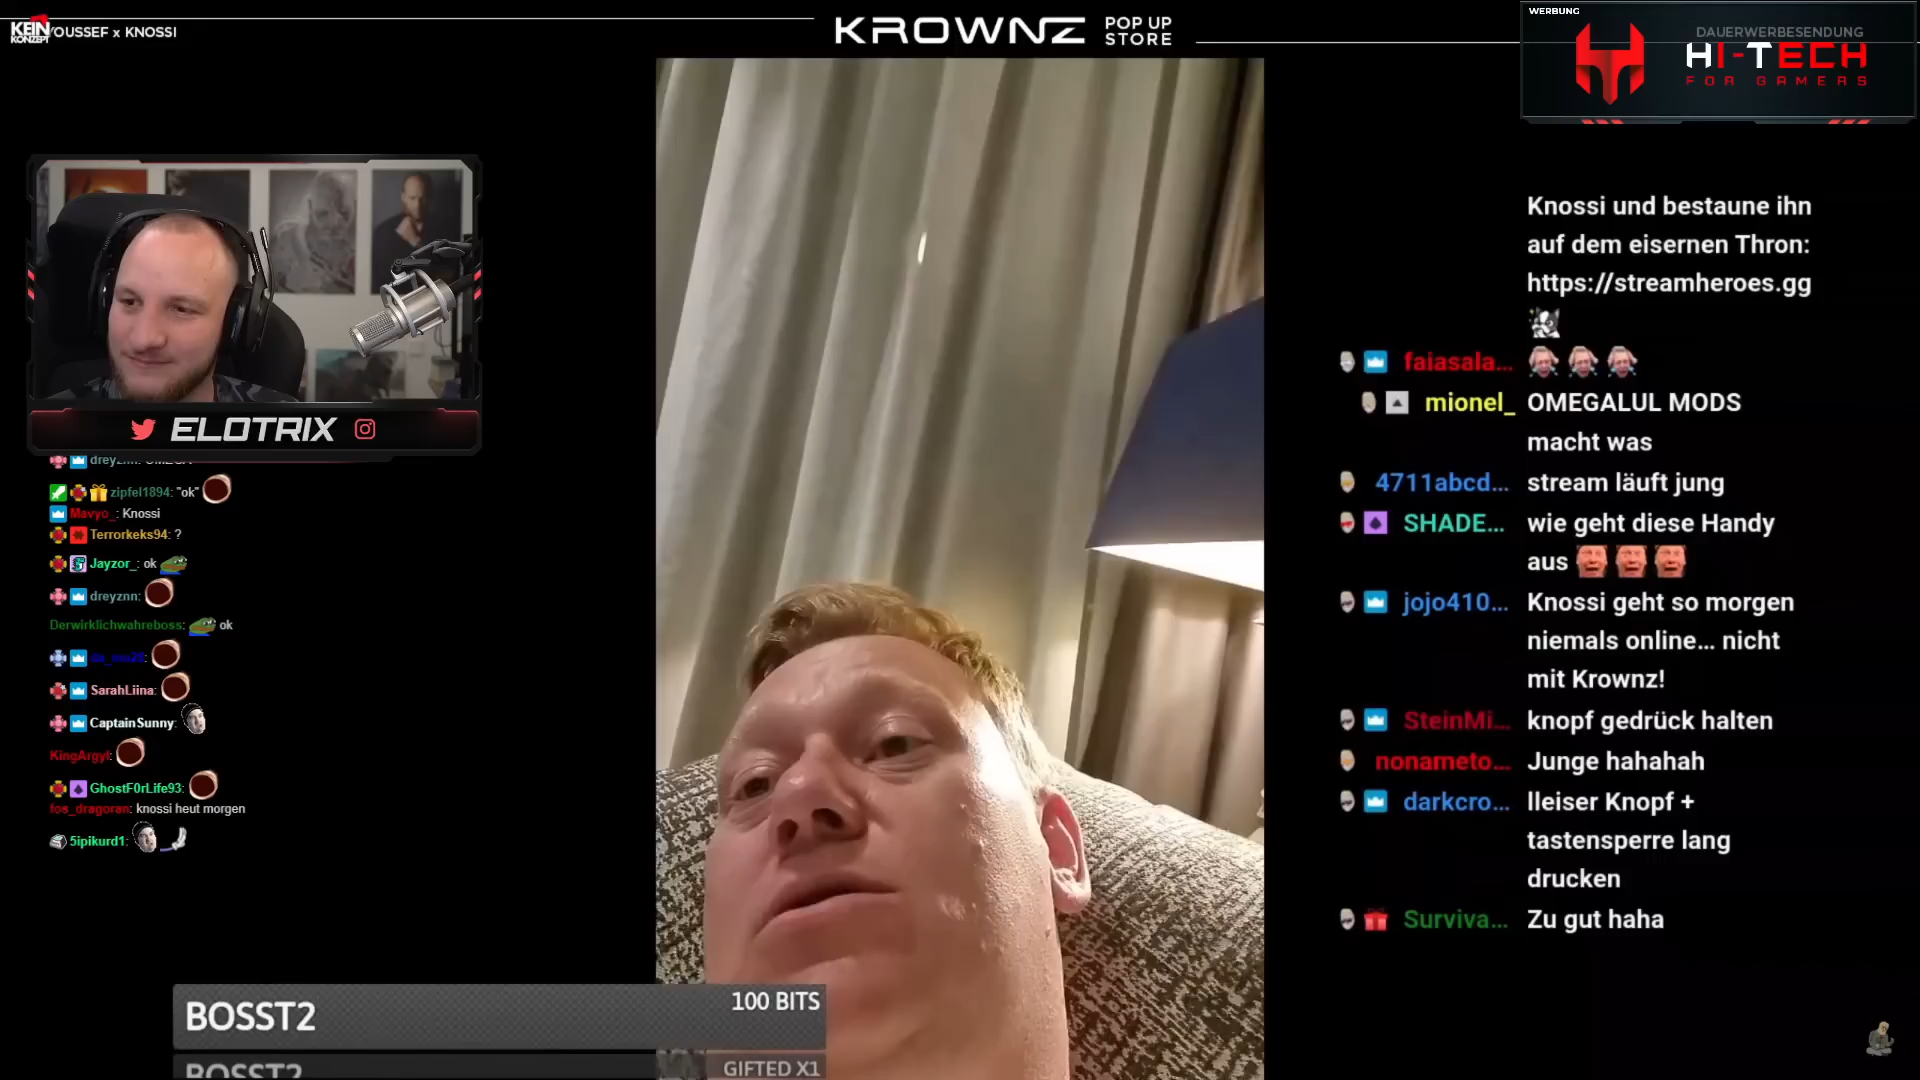 KEIN
KONZEPT
OUSSEF x KNOSSI
KROWNZ
POP UP
STORE
WERBUNG
DAUERWERBESENDUNG
HI-TECH
FOR GAMERS
ELOTRIX
zipfel1894: "ok"
Mavyo_: Knossi
Terrorkeks94: ?
Jayzor_: ok
dreyznn:
Derwirklichwahreboss: ok
SarahLiina:
CaptainSunny:
KingArgyl:
GhostF0rLife93:
fos_dragoran: knossi heut morgen
5ipikurd1:
Knossi und bestaune ihn
auf dem eisernen Thron:
https://streamheroes.gg
faiasala...
mionel_ OMEGALUL MODS
macht was
4711abcd... stream läuft jung
SHADE... wie geht diese Handy
aus
jojo410... Knossi geht so morgen
niemals online... nicht
mit Krownz!
SteinMi... knopf gedrück halten
nonameto... Junge hahahah
darkcro... lleiser Knopf +
tastensperre lang
drucken
Surviva... Zu gut haha
BOSST2
100 BITS
BOSST2
GIFTED X1